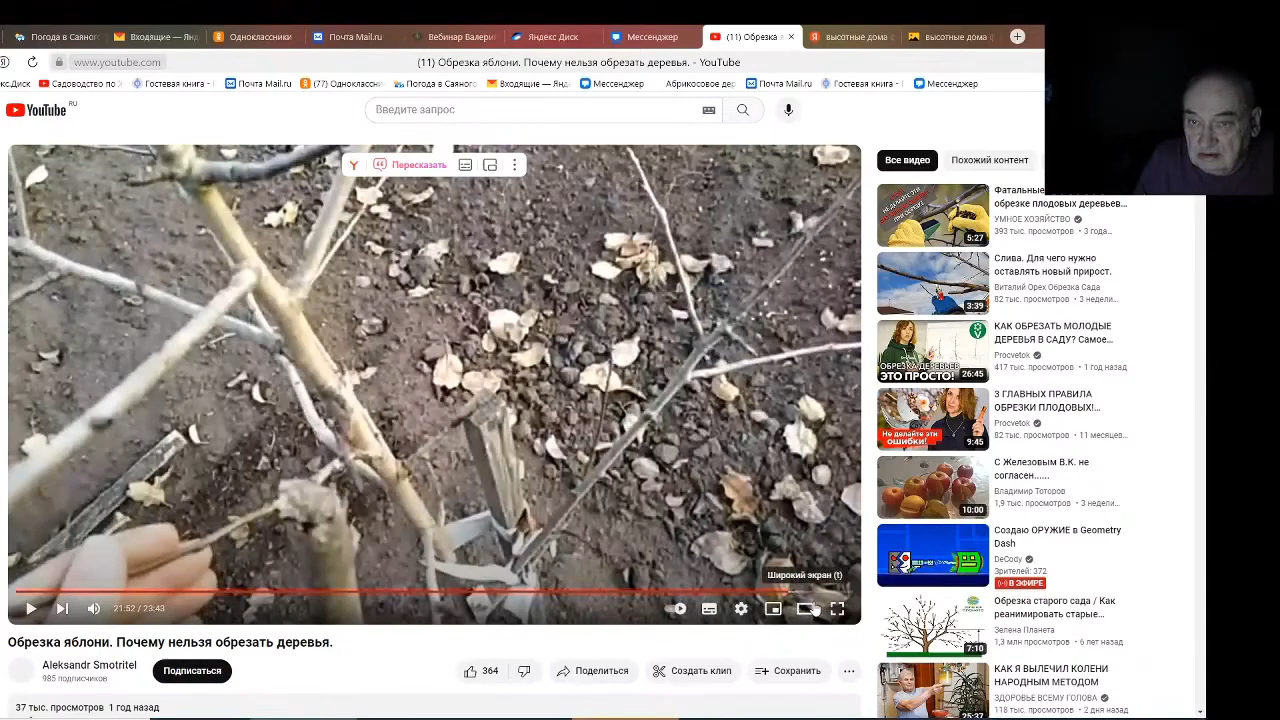 Погода в Саяног
Входящие — Янд
Одноклассники
Почта Mail.ru
Вебинар Валери
Яндекс Диск
Мессенджер
(11) Обрезка я
высотные дома с
высотные дома ф
www.youtube.com
(11) Обрезка яблони. Почему нельзя обрезать деревья. - YouTube
кс.Диск
Садоводство по
Гостевая книга -
Почта Mail.ru
(77) Одноклассн
Погода в Саяног
Входящие — Янд
Мессенджер
Абрикосовое дер
Почта Mail.ru
Гостевая книга -
Мессенджер
YouTube RU
Введите запрос
Пересказать
Все видео
Похожий контент
Фатальные
обрезке плодовых деревьев…
УМНОЕ ХОЗЯЙСТВО
393 тыс. просмотров • 3 года…
5:27
Слива. Для чего нужно
оставлять новый прирост.
Виталий Орех Обрезка Сада
82 тыс. просмотров • 3 недели…
3:39
КАК ОБРЕЗАТЬ МОЛОДЫЕ
ДЕРЕВЬЯ В САДУ? Самое…
Procvetok
417 тыс. просмотров • 1 год назад
ОБРЕЗКА ДЕРЕВЬЕВ
ЭТО ПРОСТО!
26:45
3 ГЛАВНЫХ ПРАВИЛА
ОБРЕЗКИ ПЛОДОВЫХ!…
Procvetok
82 тыс. просмотров • 11 месяцев…
Не делайте эти
ОШИБКИ!
9:45
С Железовым В.К. не
согласен……
Владимир Тоторов
1,9 тыс. просмотров • 3 недели…
10:00
Создаю ОРУЖИЕ в Geometry
Dash
DeCody
Зрителей: 372
В ЭФИРЕ
Обрезка старого сада / Как
реанимировать старые…
Зелена Планета
1,3 млн просмотров • 6 лет назад
7:10
КАК Я ВЫЛЕЧИЛ КОЛЕНИ
НАРОДНЫМ МЕТОДОМ
ЗДОРОВЬЕ ВСЕМУ ГОЛОВА
118 тыс. просмотров • 2 дня назад
25:37
Широкий экран (t)
21:52 / 23:43
Обрезка яблони. Почему нельзя обрезать деревья.
Aleksandr Smotritel
985 подписчиков
Подписаться
364
Поделиться
Создать клип
Сохранить
37 тыс. просмотров 1 год назад